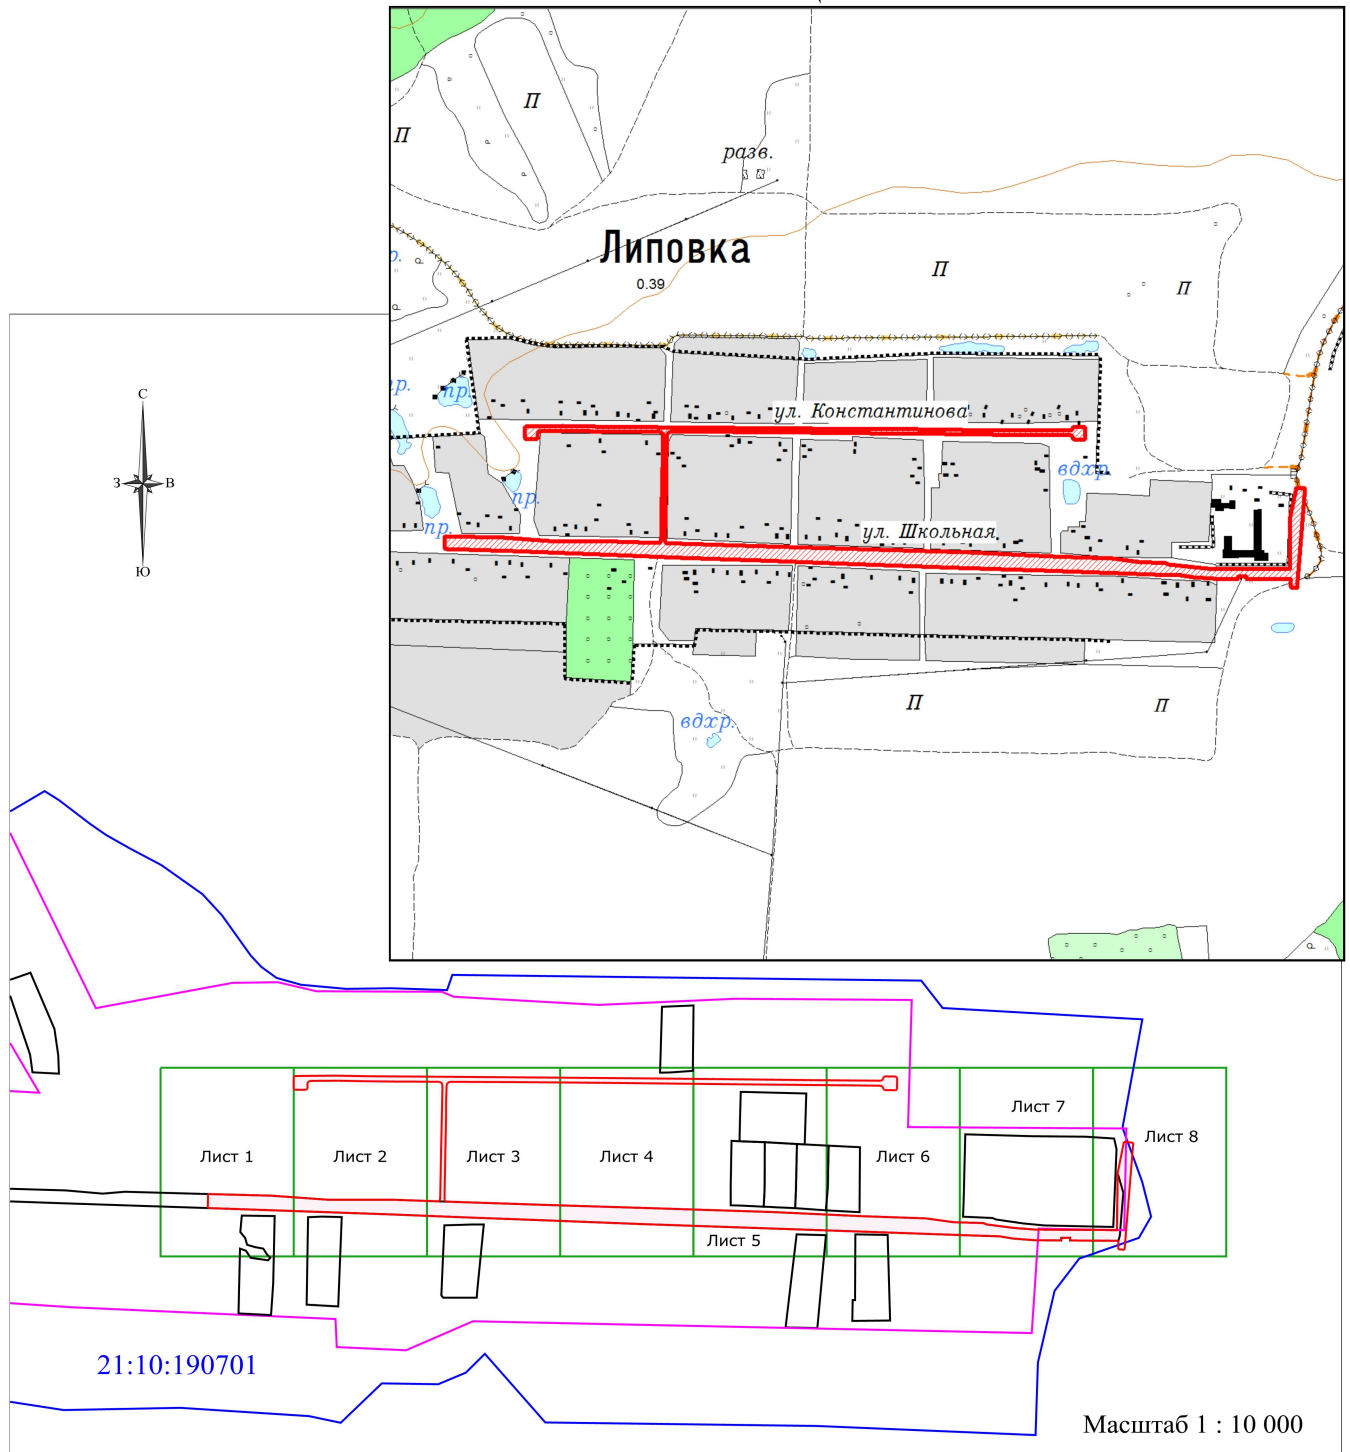 П
П
разв.
Липовка
0.39
р.
П
П
пр.
пр.
ул. Константинова
вдхр.
пр.
пр.
ул. Школьная
П
П
вдхр.
С
З
В
Ю
Лист 1
Лист 2
Лист 3
Лист 4
Лист 5
Лист 6
Лист 7
Лист 8
21:10:190701
Масштаб 1 : 10 000